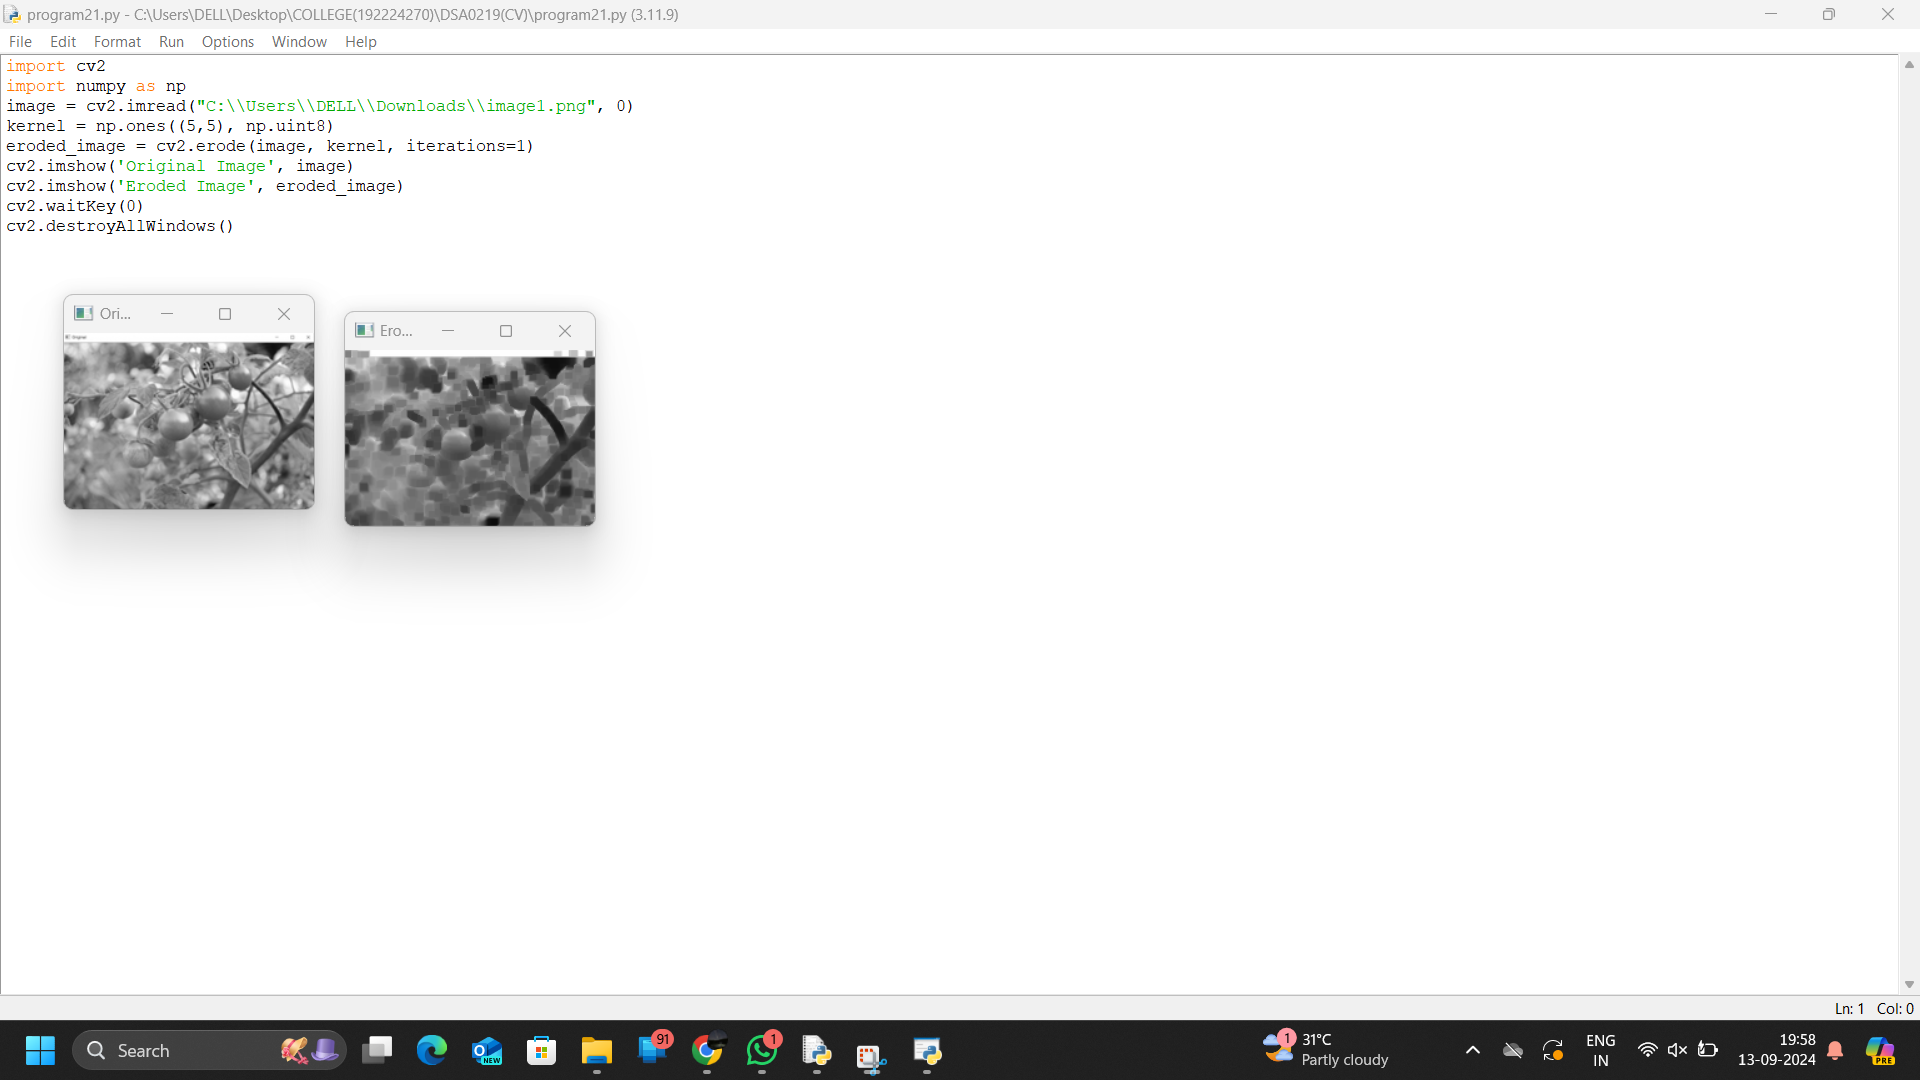 program21.py - C:\Users\DELL\Desktop\COLLEGE(192224270)\DSA0219(CV)\program21.py (3.11.9)
File Edit Format Run Options Window Help
import cv2
import numpy as np
image = cv2.imread("C:\\Users\\DELL\\Downloads\\image1.png", 0)
kernel = np.ones((5,5), np.uint8)
eroded_image = cv2.erode(image, kernel, iterations=1)
cv2.imshow('Original Image', image)
cv2.imshow('Eroded Image', eroded_image)
cv2.waitKey(0)
cv2.destroyAllWindows()
Ori...
Ero...
Ln: 1 Col: 0
Search
NEW
91
1
1
31°C
Partly cloudy
ENG
IN
19:58
13-09-2024
PRE